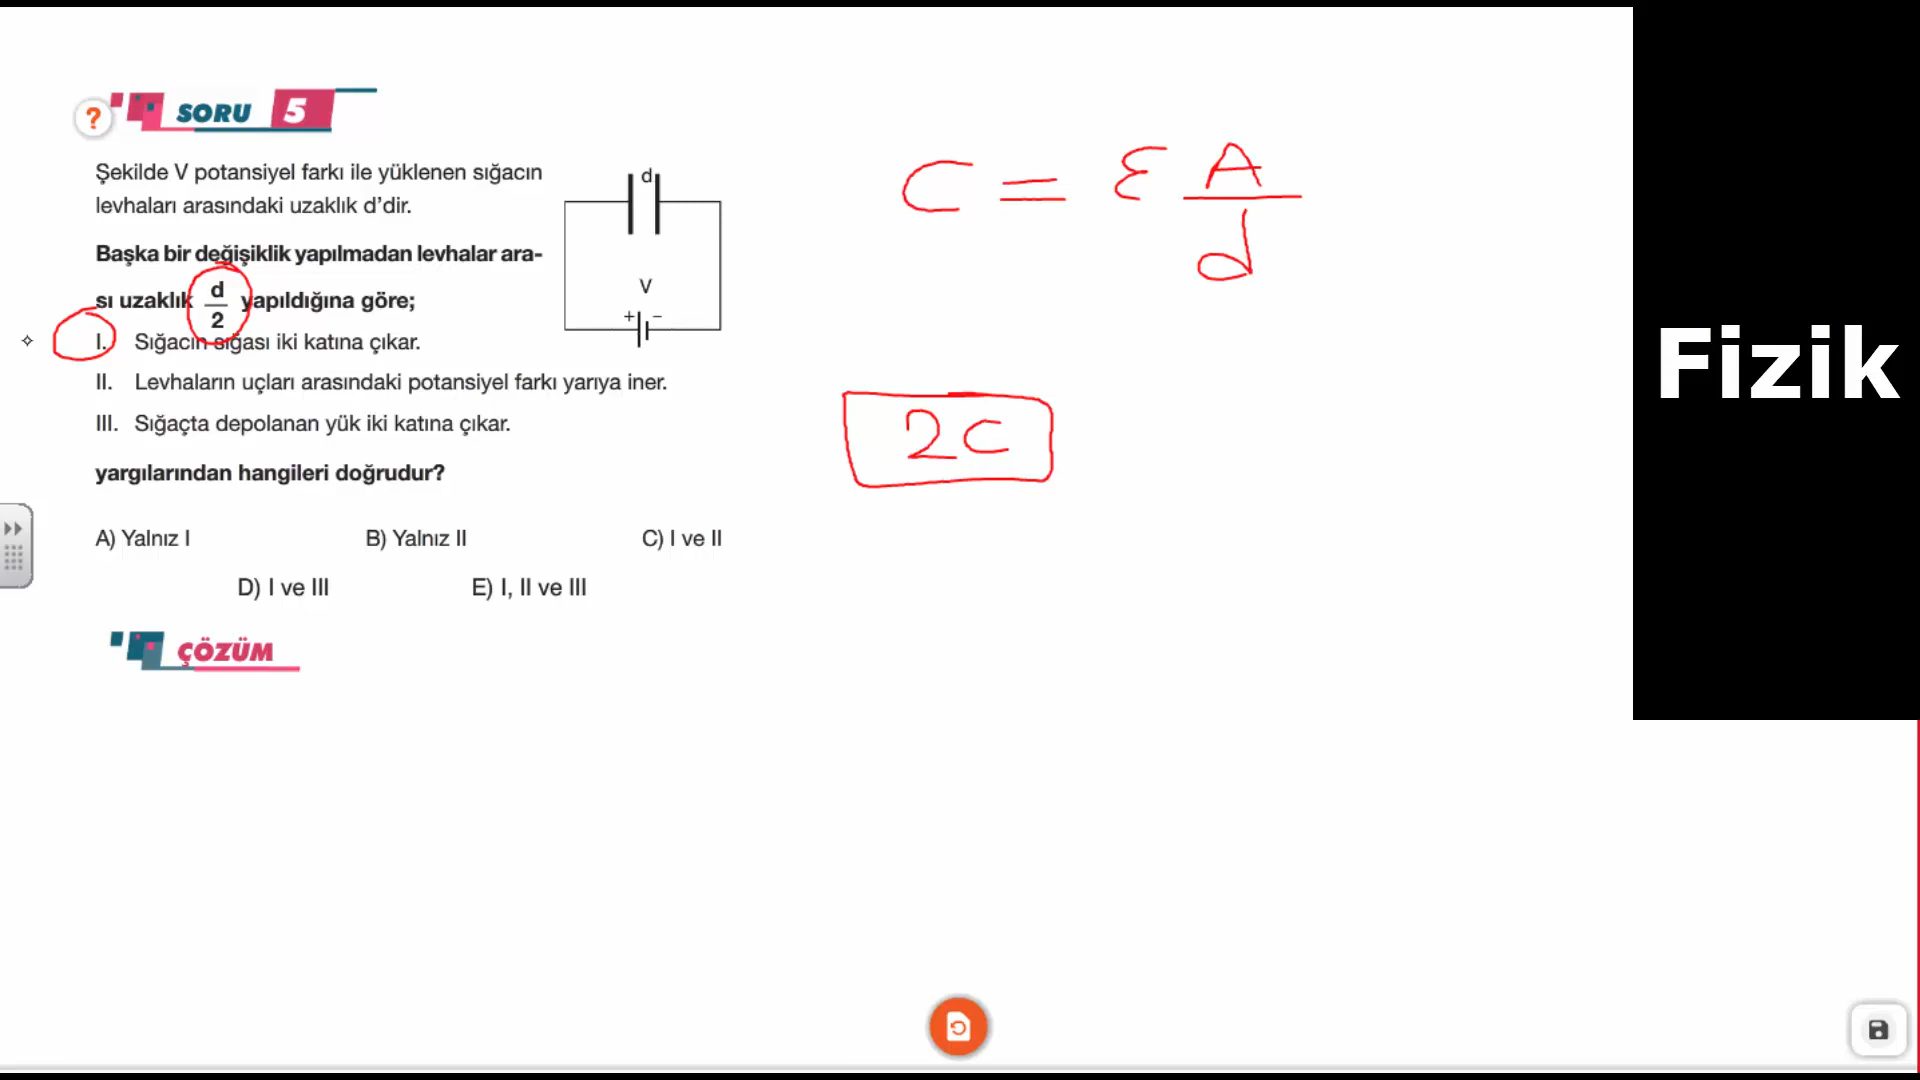 ? SORU 5
Şekilde V potansiyel farkı ile yüklenen sığacın
levhaları arasındaki uzaklık d’dir.
Başka bir değişiklik yapılmadan levhalar ara-
sı uzaklık d/2 yapıldığına göre;
I. Sığacın sığası iki katına çıkar.
II. Levhaların uçları arasındaki potansiyel farkı yarıya iner.
III. Sığaçta depolanan yük iki katına çıkar.
yargılarından hangileri doğrudur?
A) Yalnız I B) Yalnız II C) I ve II
D) I ve III E) I, II ve III
ÇÖZÜM
d
V
+ −
C = ε A/d
2C
Fizik